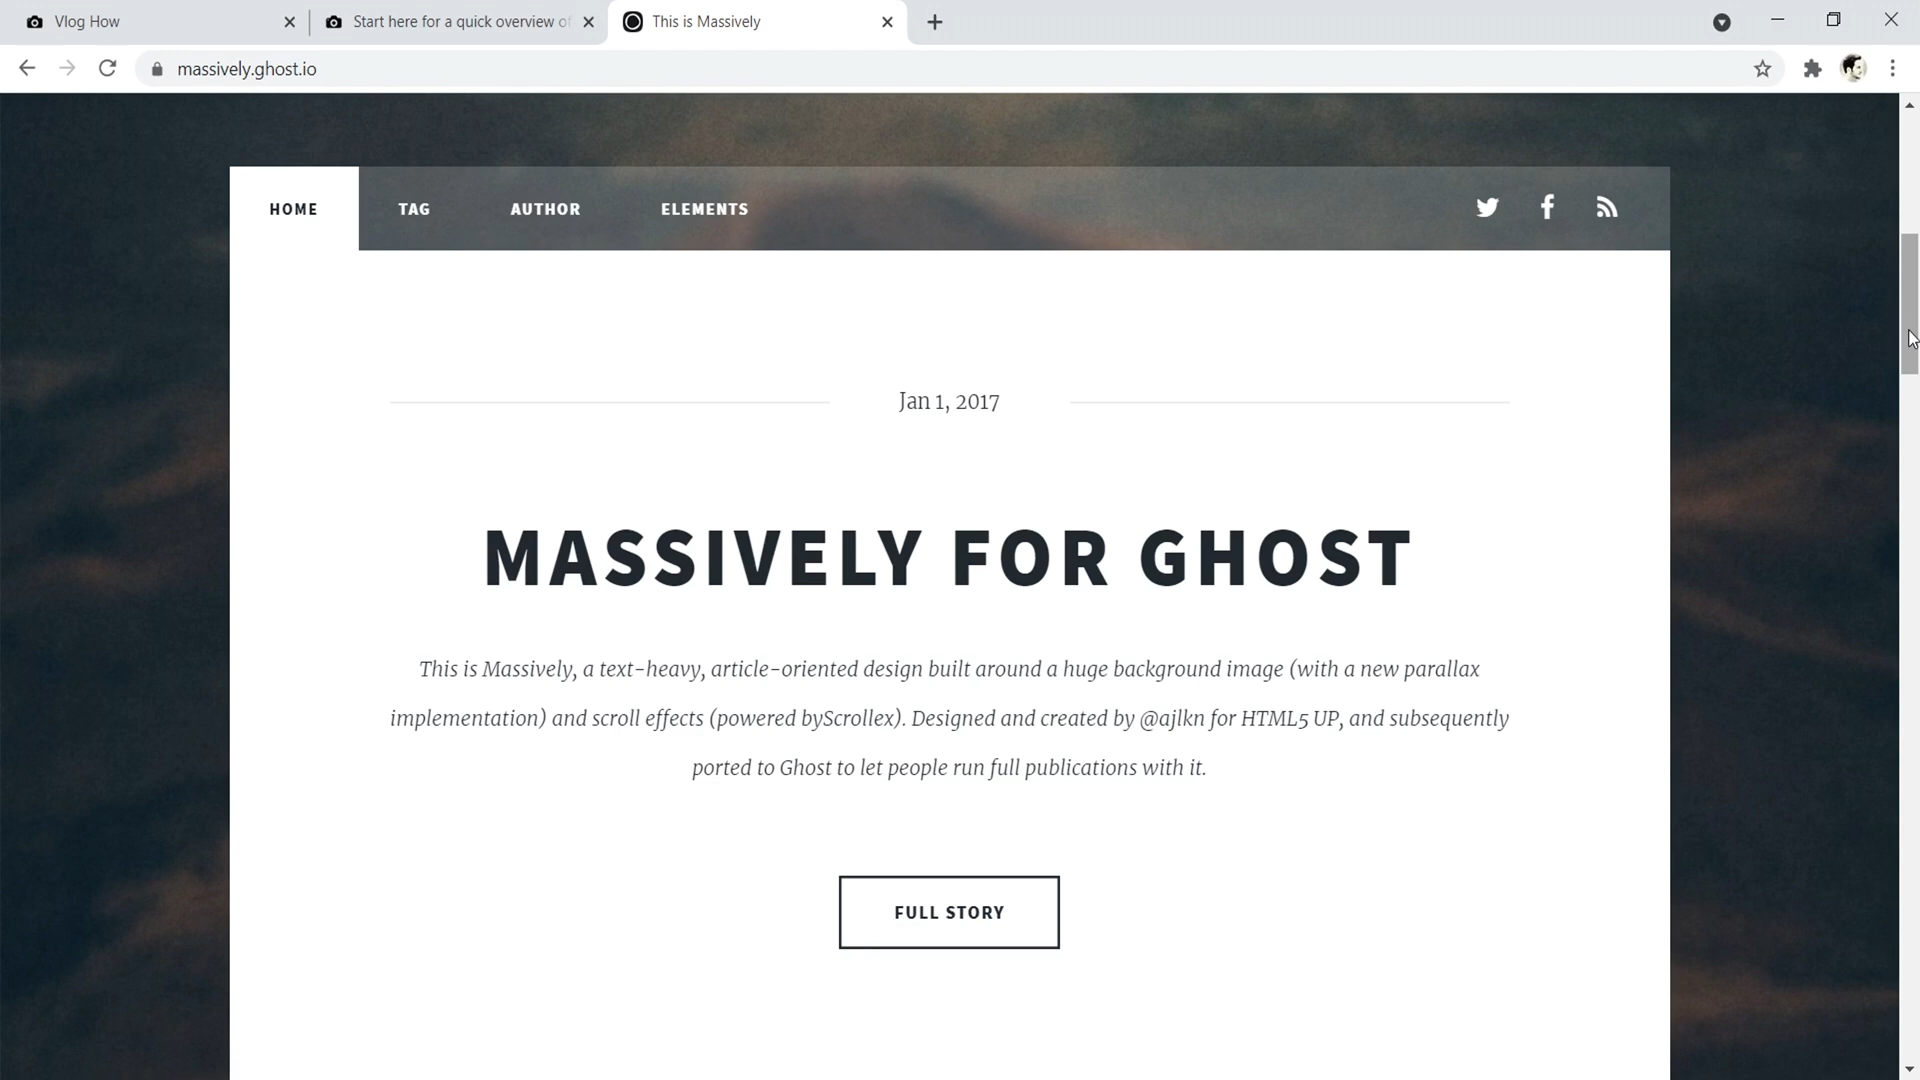 Vlog How
Start here for a quick overview of
This is Massively
massively.ghost.io
HOME TAG AUTHOR ELEMENTS
Jan 1, 2017
MASSIVELY FOR GHOST
This is Massively, a text-heavy, article-oriented design built around a huge background image (with a new parallax
implementation) and scroll effects (powered byScrollex). Designed and created by @ajlkn for HTML5 UP, and subsequently
ported to Ghost to let people run full publications with it.
FULL STORY